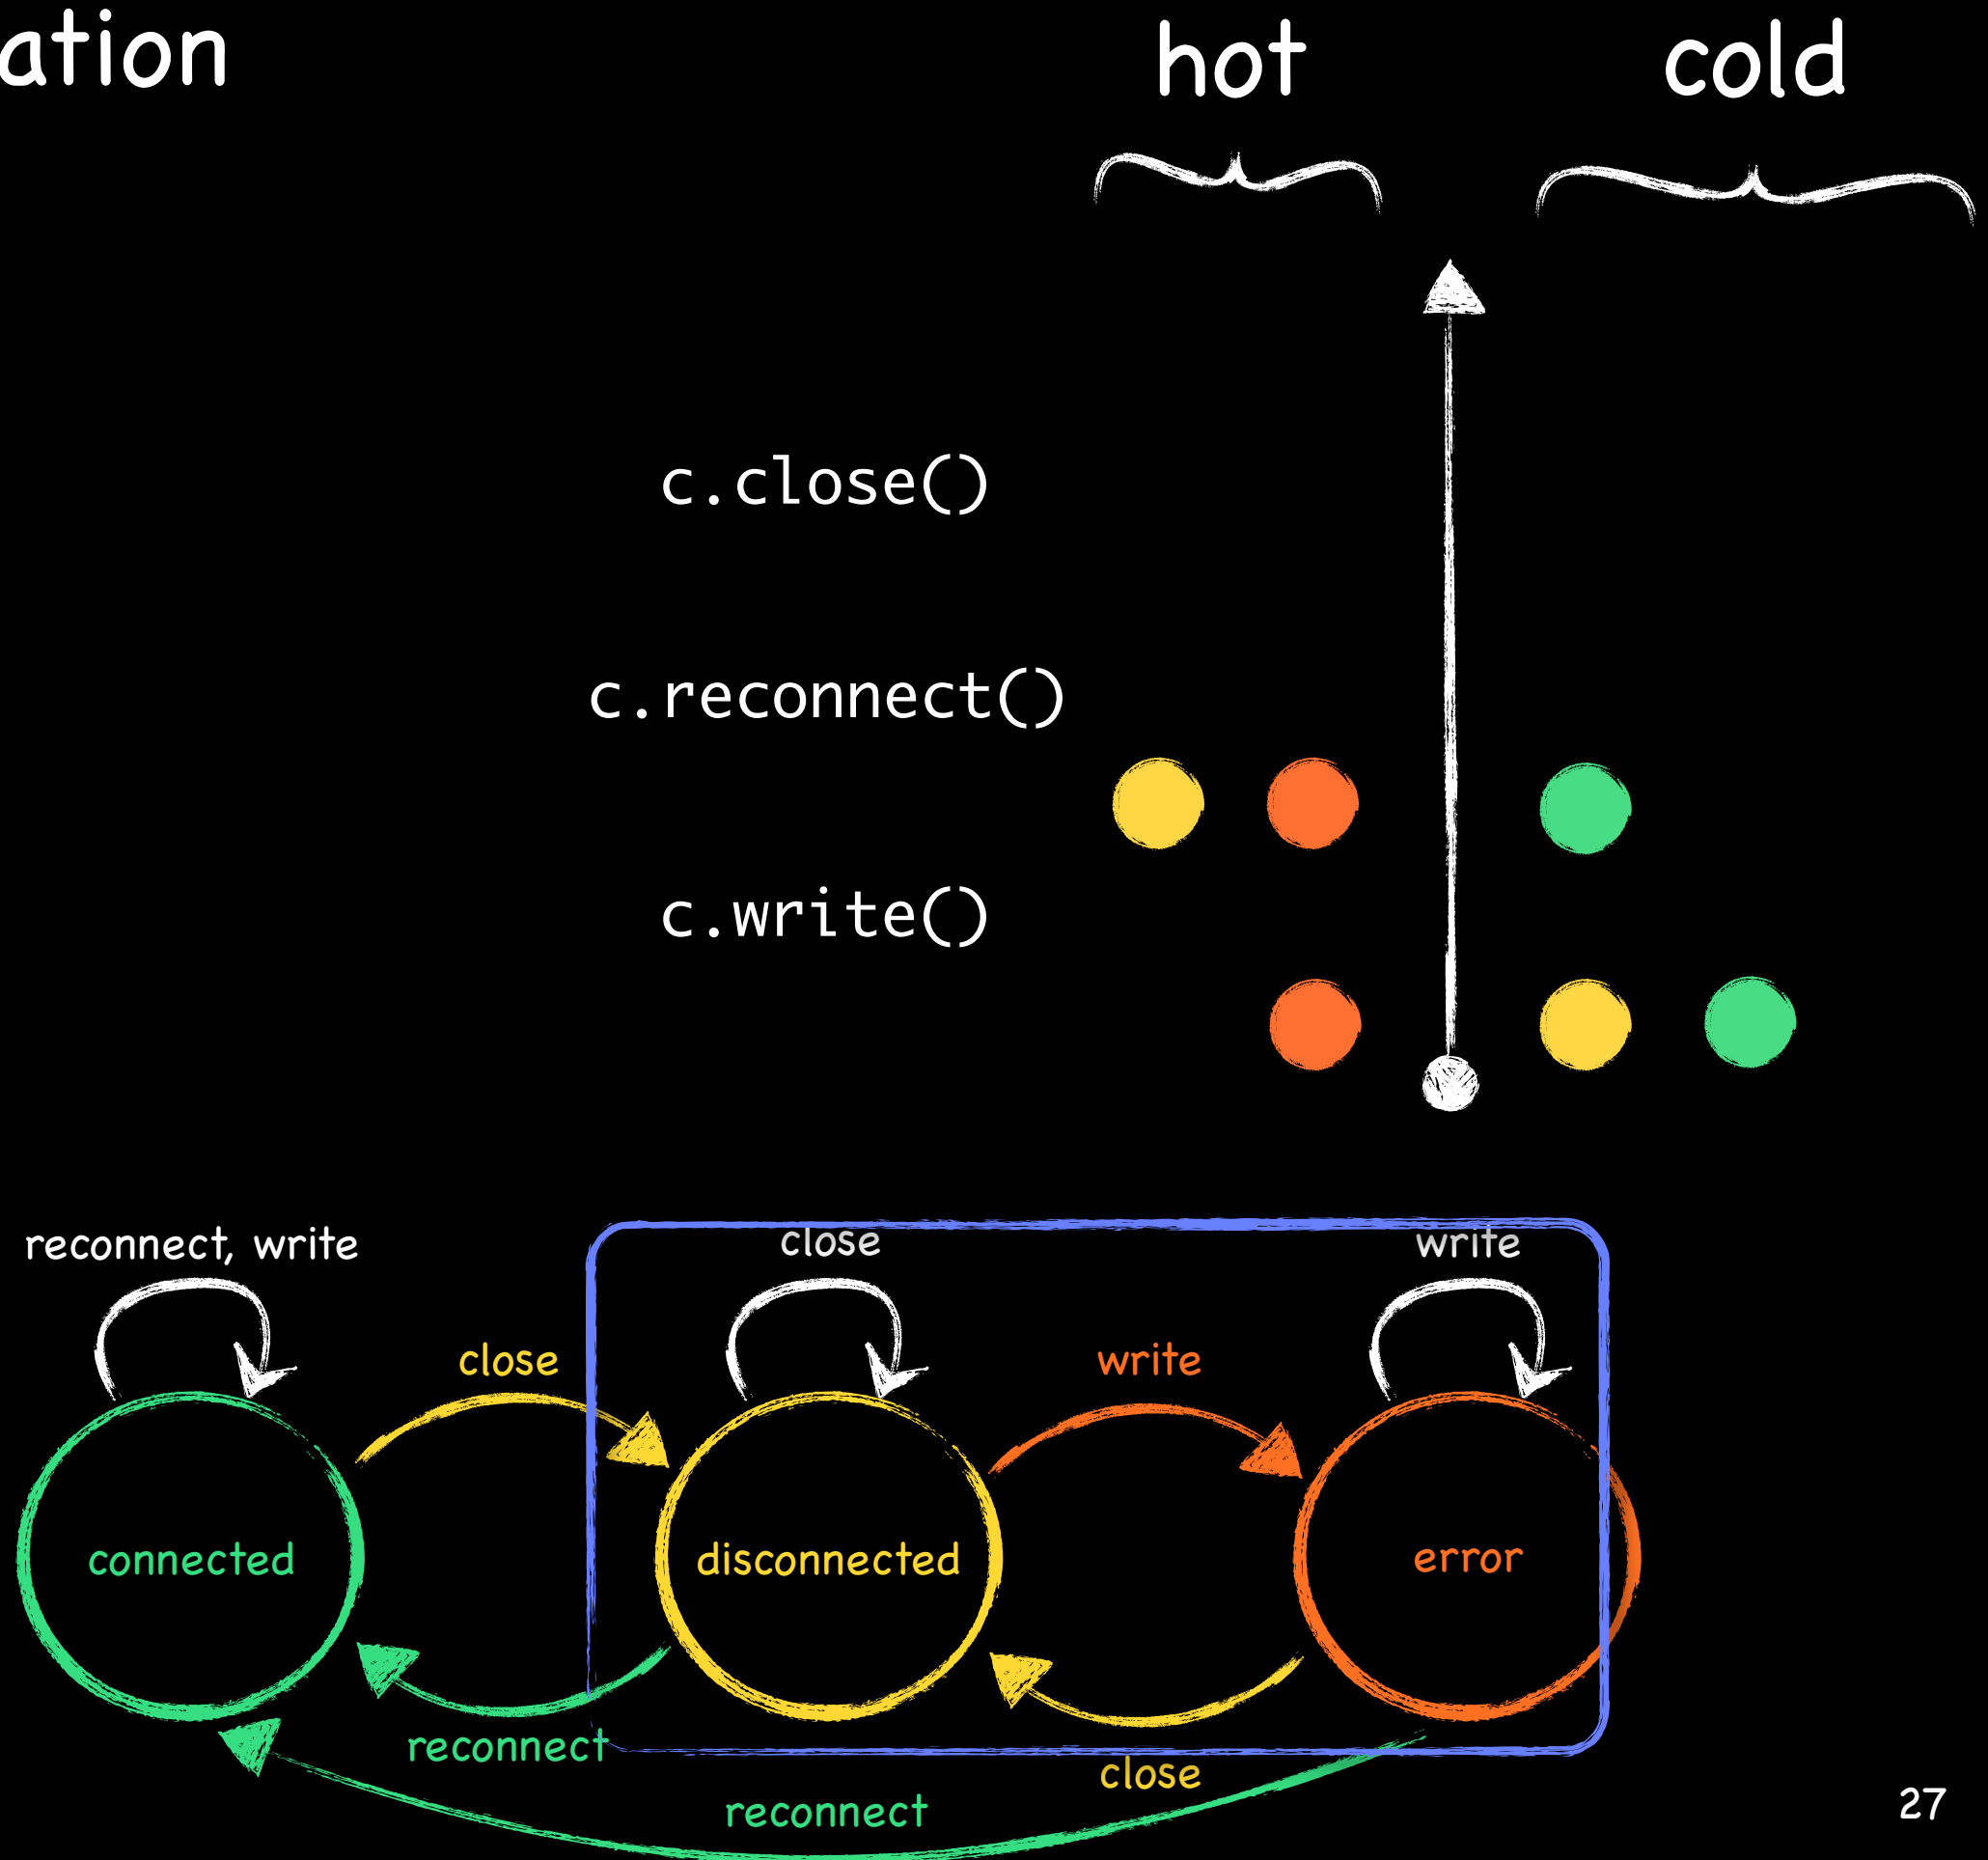 ation
hot
cold
c.close()
c.reconnect()
c.write()
reconnect, write
close
write
close
write
connected
disconnected
error
reconnect
close
reconnect
27